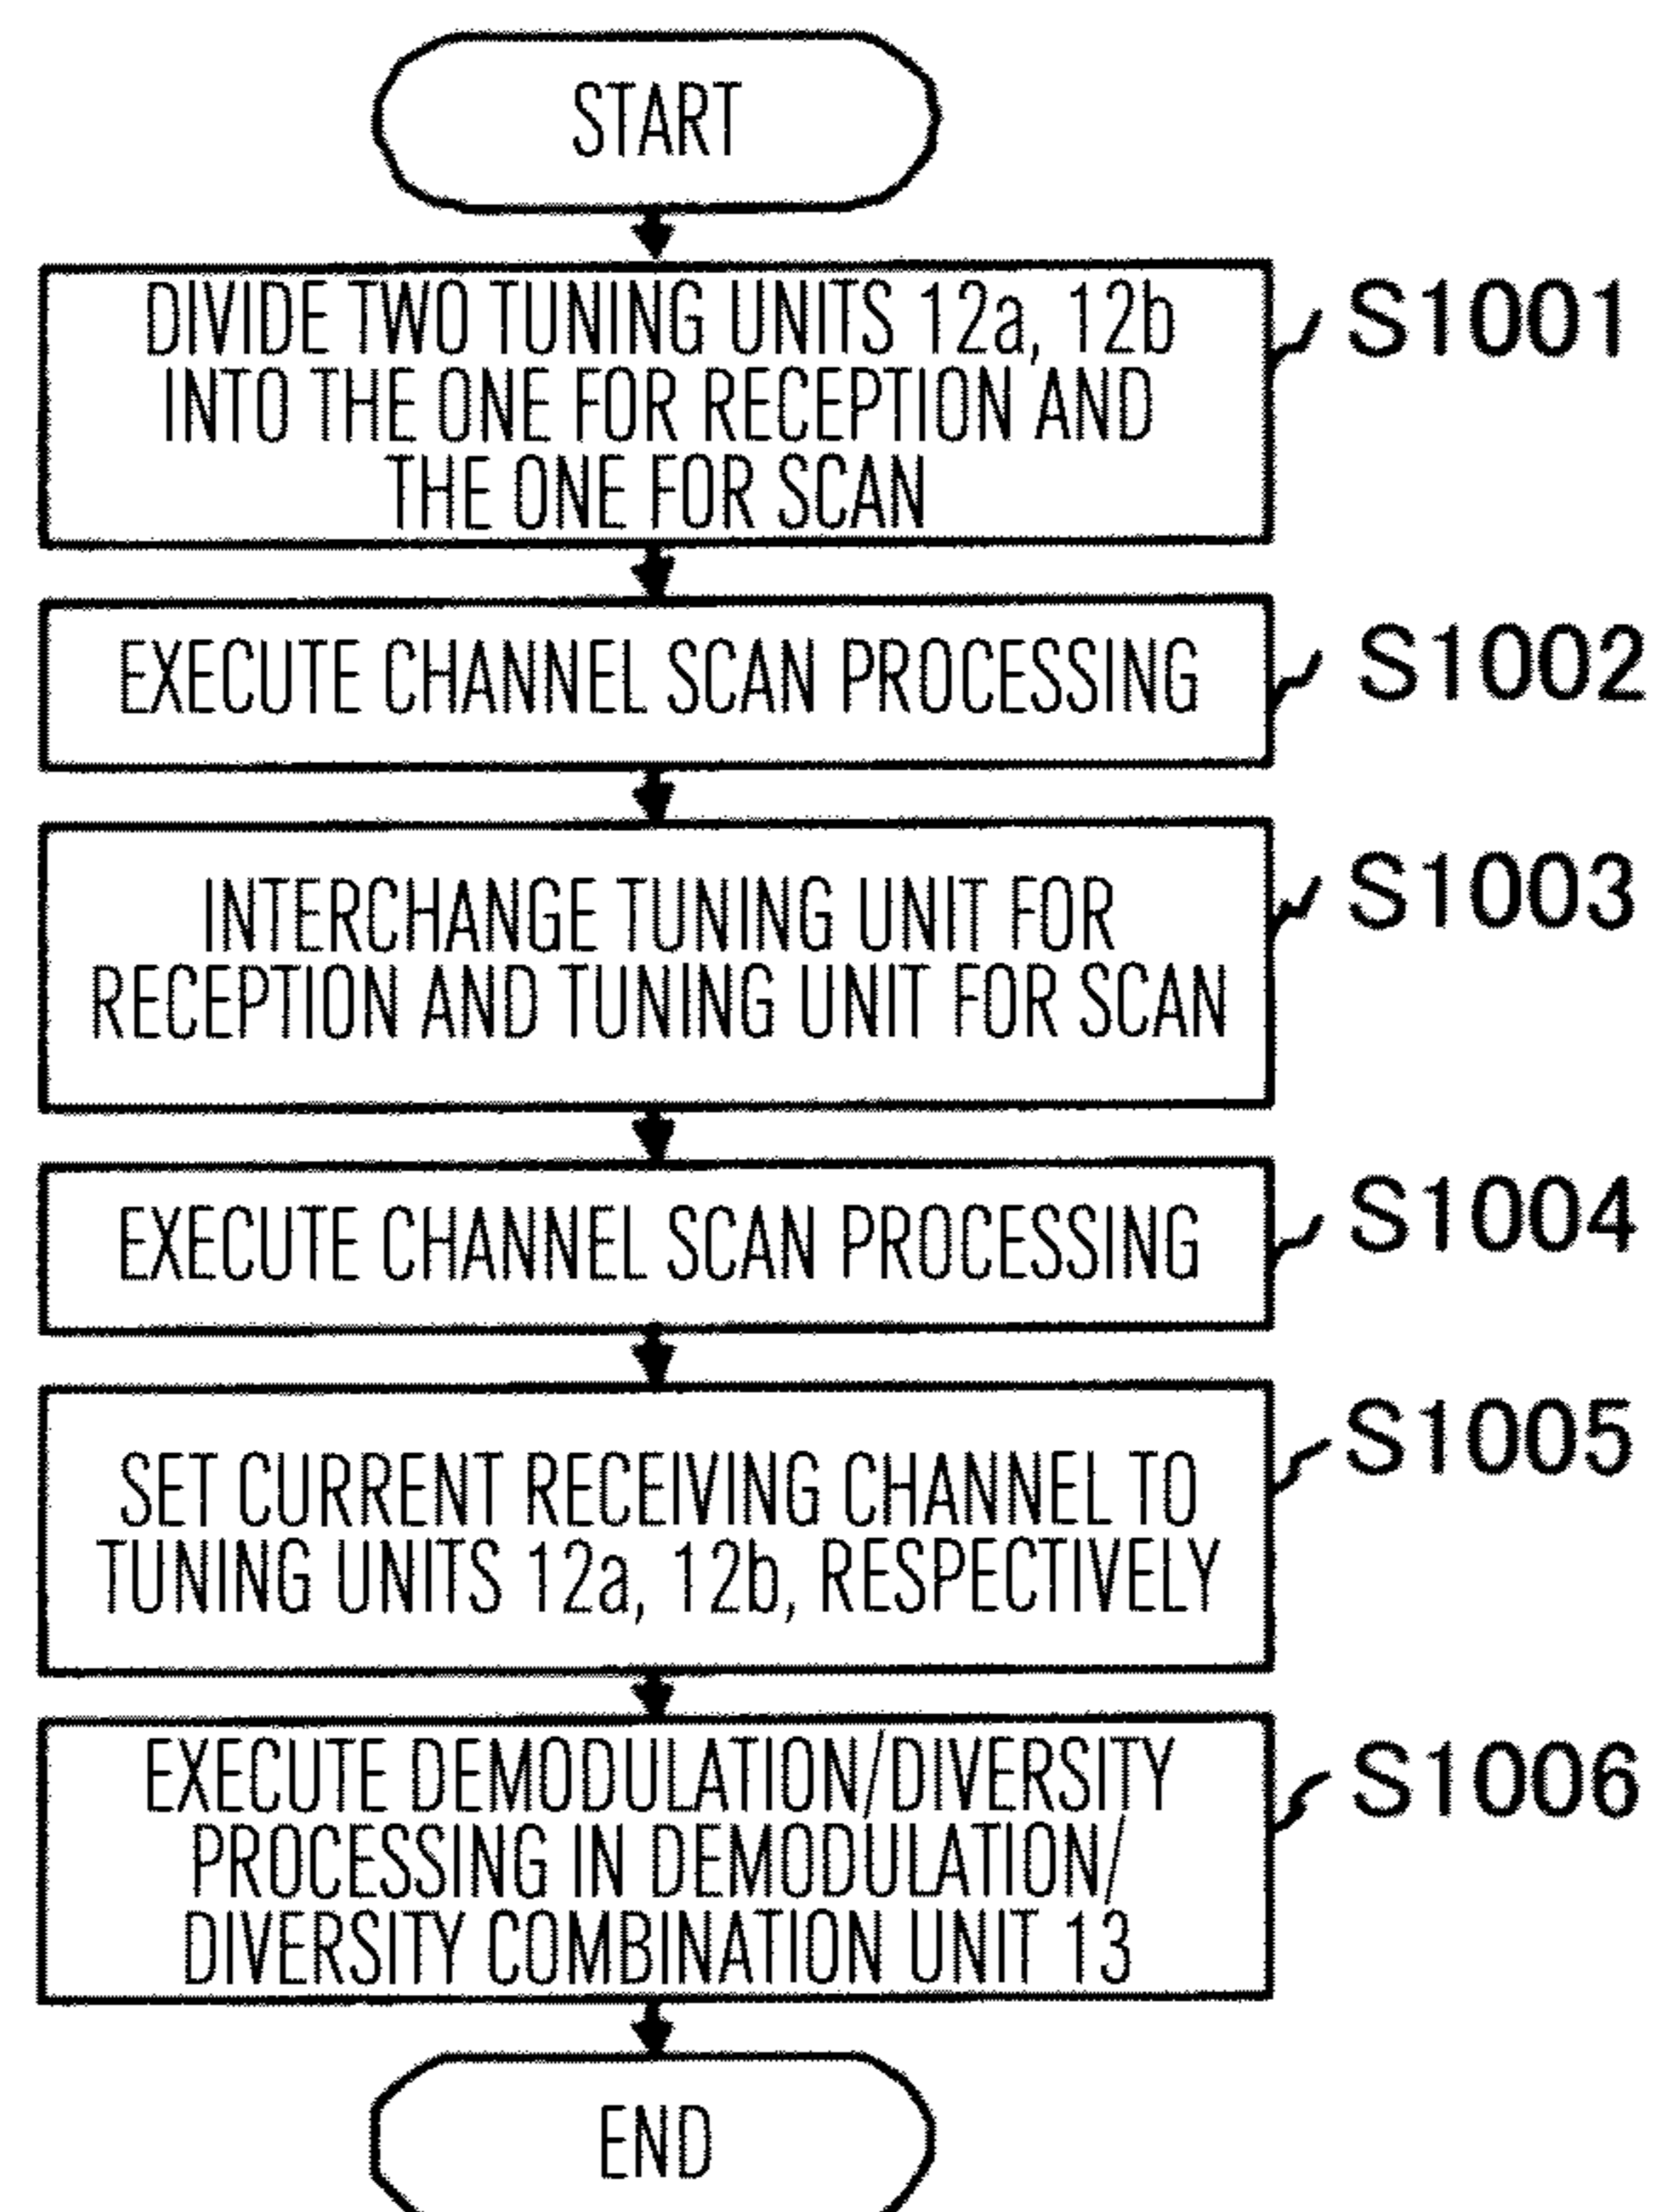 START
DIVIDE TWO TUNING UNITS 12a, 12b
INTO THE ONE FOR RECEPTION AND
THE ONE FOR SCAN
S1001
EXECUTE CHANNEL SCAN PROCESSING
S1002
INTERCHANGE TUNING UNIT FOR
RECEPTION AND TUNING UNIT FOR SCAN
S1003
EXECUTE CHANNEL SCAN PROCESSING
S1004
SET CURRENT RECEIVING CHANNEL TO
TUNING UNITS 12a, 12b, RESPECTIVELY
S1005
EXECUTE DEMODULATION/DIVERSITY
PROCESSING IN DEMODULATION/
DIVERSITY COMBINATION UNIT 13
S1006
END